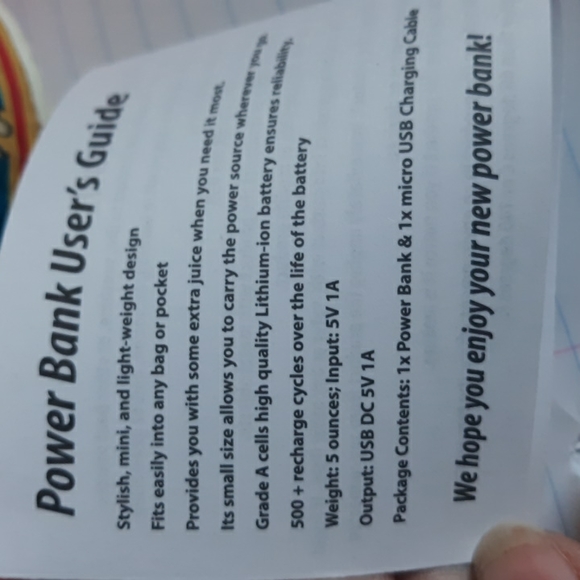 Power Bank User's Guide
Stylish, mini, and light-weight design
Fits easily into any bag or pocket
Provides you with some extra juice when you need it most.
Its small size allows you to carry the power source wherever you go.
Grade A cells high quality Lithium-ion battery ensures reliability.
500 + recharge cycles over the life of the battery
Weight: 5 ounces; Input: 5V 1A
Output: USB DC 5V 1A
Package Contents: 1x Power Bank & 1x micro USB Charging Cable
We hope you enjoy your new power bank!